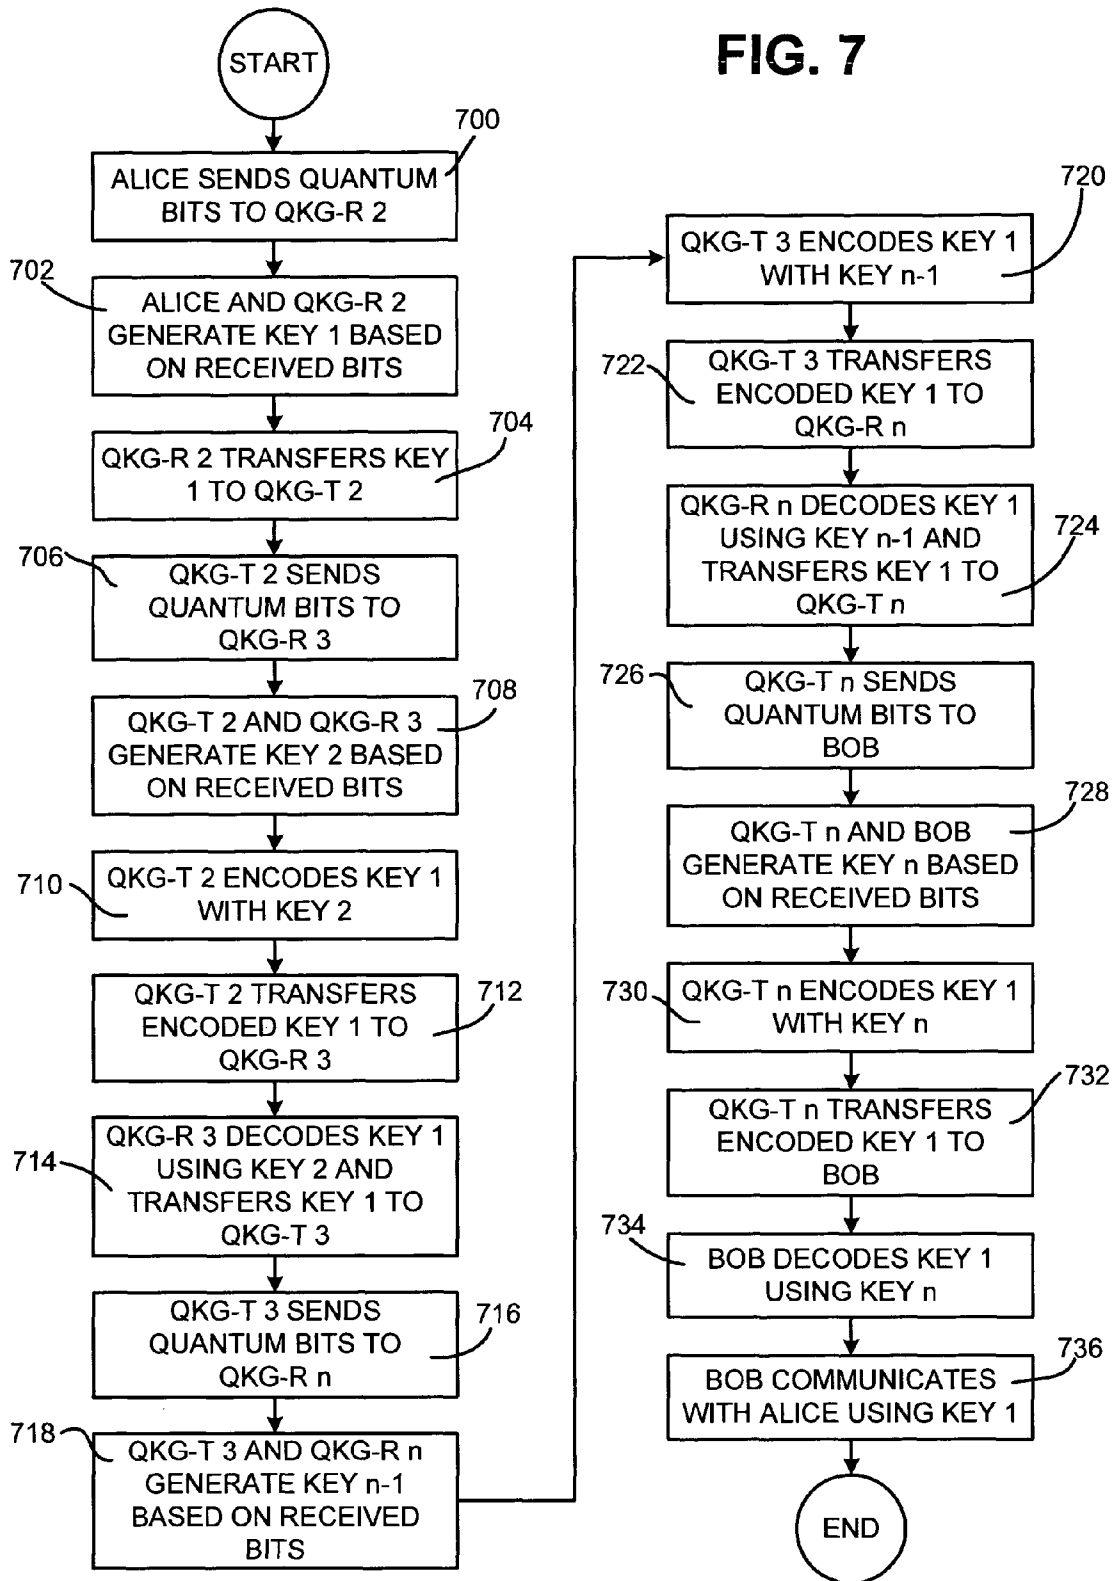 FIG. 7
START
700
ALICE SENDS QUANTUM
BITS TO QKG-R 2
702
ALICE AND QKG-R 2
GENERATE KEY 1 BASED
ON RECEIVED BITS
704
QKG-R 2 TRANSFERS KEY
1 TO QKG-T 2
706
QKG-T 2 SENDS
QUANTUM BITS TO
QKG-R 3
708
QKG-T 2 AND QKG-R 3
GENERATE KEY 2 BASED
ON RECEIVED BITS
710
QKG-T 2 ENCODES KEY 1
WITH KEY 2
712
QKG-T 2 TRANSFERS
ENCODED KEY 1 TO
QKG-R 3
714
QKG-R 3 DECODES KEY 1
USING KEY 2 AND
TRANSFERS KEY 1 TO
QKG-T 3
716
QKG-T 3 SENDS
QUANTUM BITS TO
QKG-R n
718
QKG-T 3 AND QKG-R n
GENERATE KEY n-1
BASED ON RECEIVED
BITS
720
QKG-T 3 ENCODES KEY 1
WITH KEY n-1
722
QKG-T 3 TRANSFERS
ENCODED KEY 1 TO
QKG-R n
724
QKG-R n DECODES KEY 1
USING KEY n-1 AND
TRANSFERS KEY 1 TO
QKG-T n
726
QKG-T n SENDS
QUANTUM BITS TO
BOB
728
QKG-T n AND BOB
GENERATE KEY n BASED
ON RECEIVED BITS
730
QKG-T n ENCODES KEY 1
WITH KEY n
732
QKG-T n TRANSFERS
ENCODED KEY 1 TO
BOB
734
BOB DECODES KEY 1
USING KEY n
736
BOB COMMUNICATES
WITH ALICE USING KEY 1
END